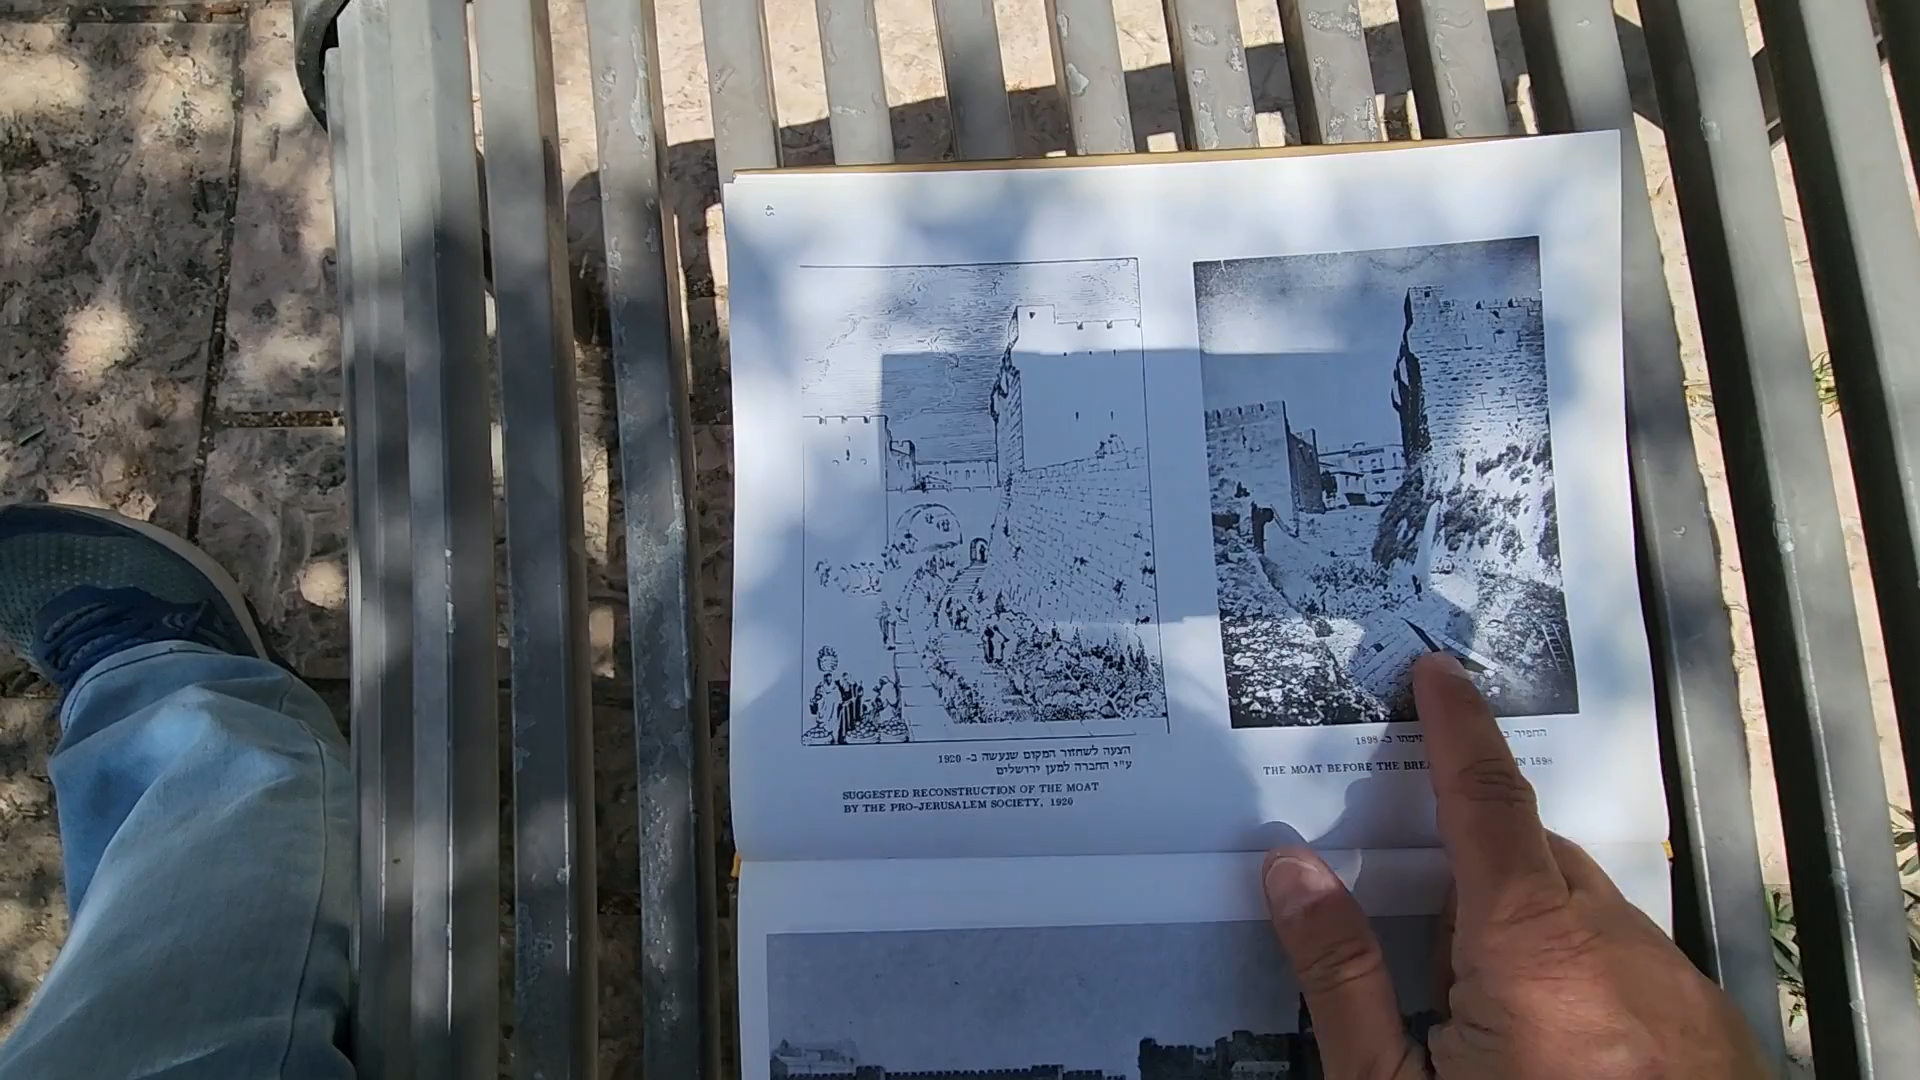 45
הצעה לשחזור המקום שנעשה ב- 1920
ע"י החברה למען ירושלים
SUGGESTED RECONSTRUCTION OF THE MOAT
BY THE PRO-JERUSALEM SOCIETY, 1920
החפיר ב- 1898
THE MOAT BEFORE THE IN 1898